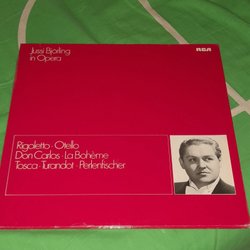 Jussi Björling
in Opera
RCA
Rigoletto · Otello
Don Carlos · La Bohème
Tosca · Turandot · Perlenfischer